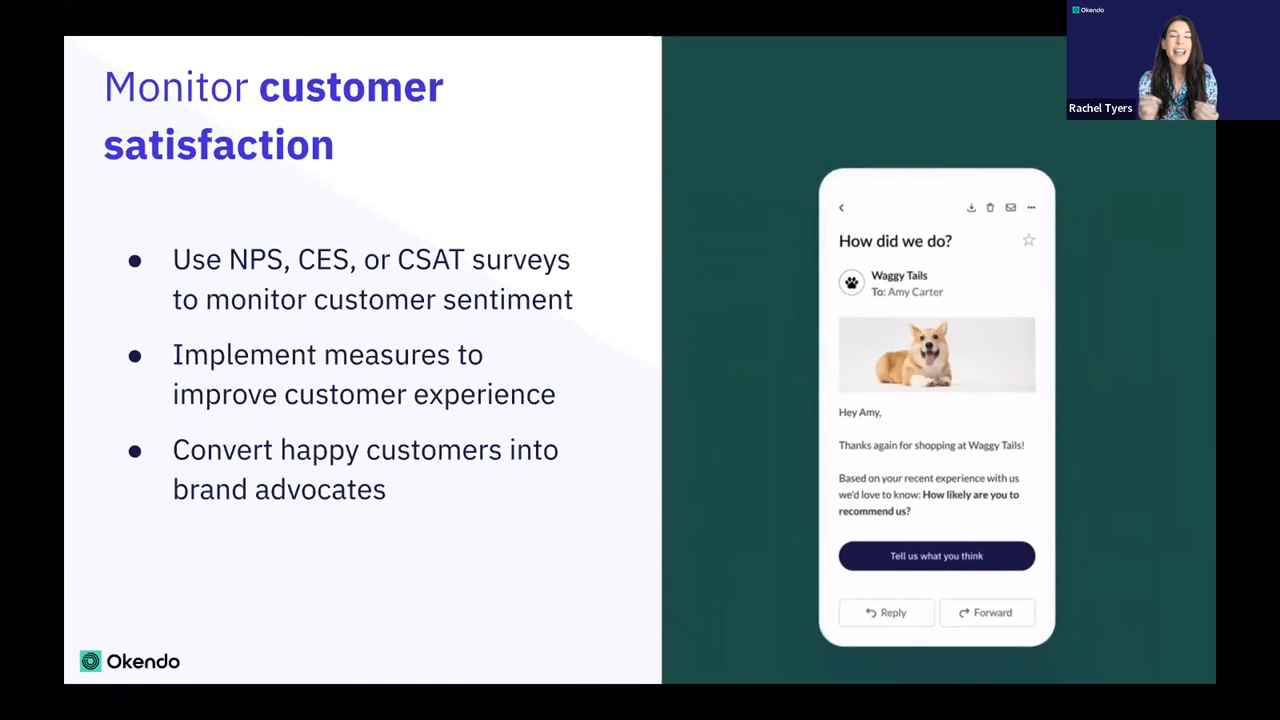 Okendo
Rachel Tyers
Monitor customer
satisfaction
● Use NPS, CES, or CSAT surveys
to monitor customer sentiment
● Implement measures to
improve customer experience
● Convert happy customers into
brand advocates
Okendo
How did we do?
Waggy Tails
To: Amy Carter
Hey Amy,
Thanks again for shopping at Waggy Tails!
Based on your recent experience with us
we'd love to know: How likely are you to
recommend us?
Tell us what you think
Reply
Forward